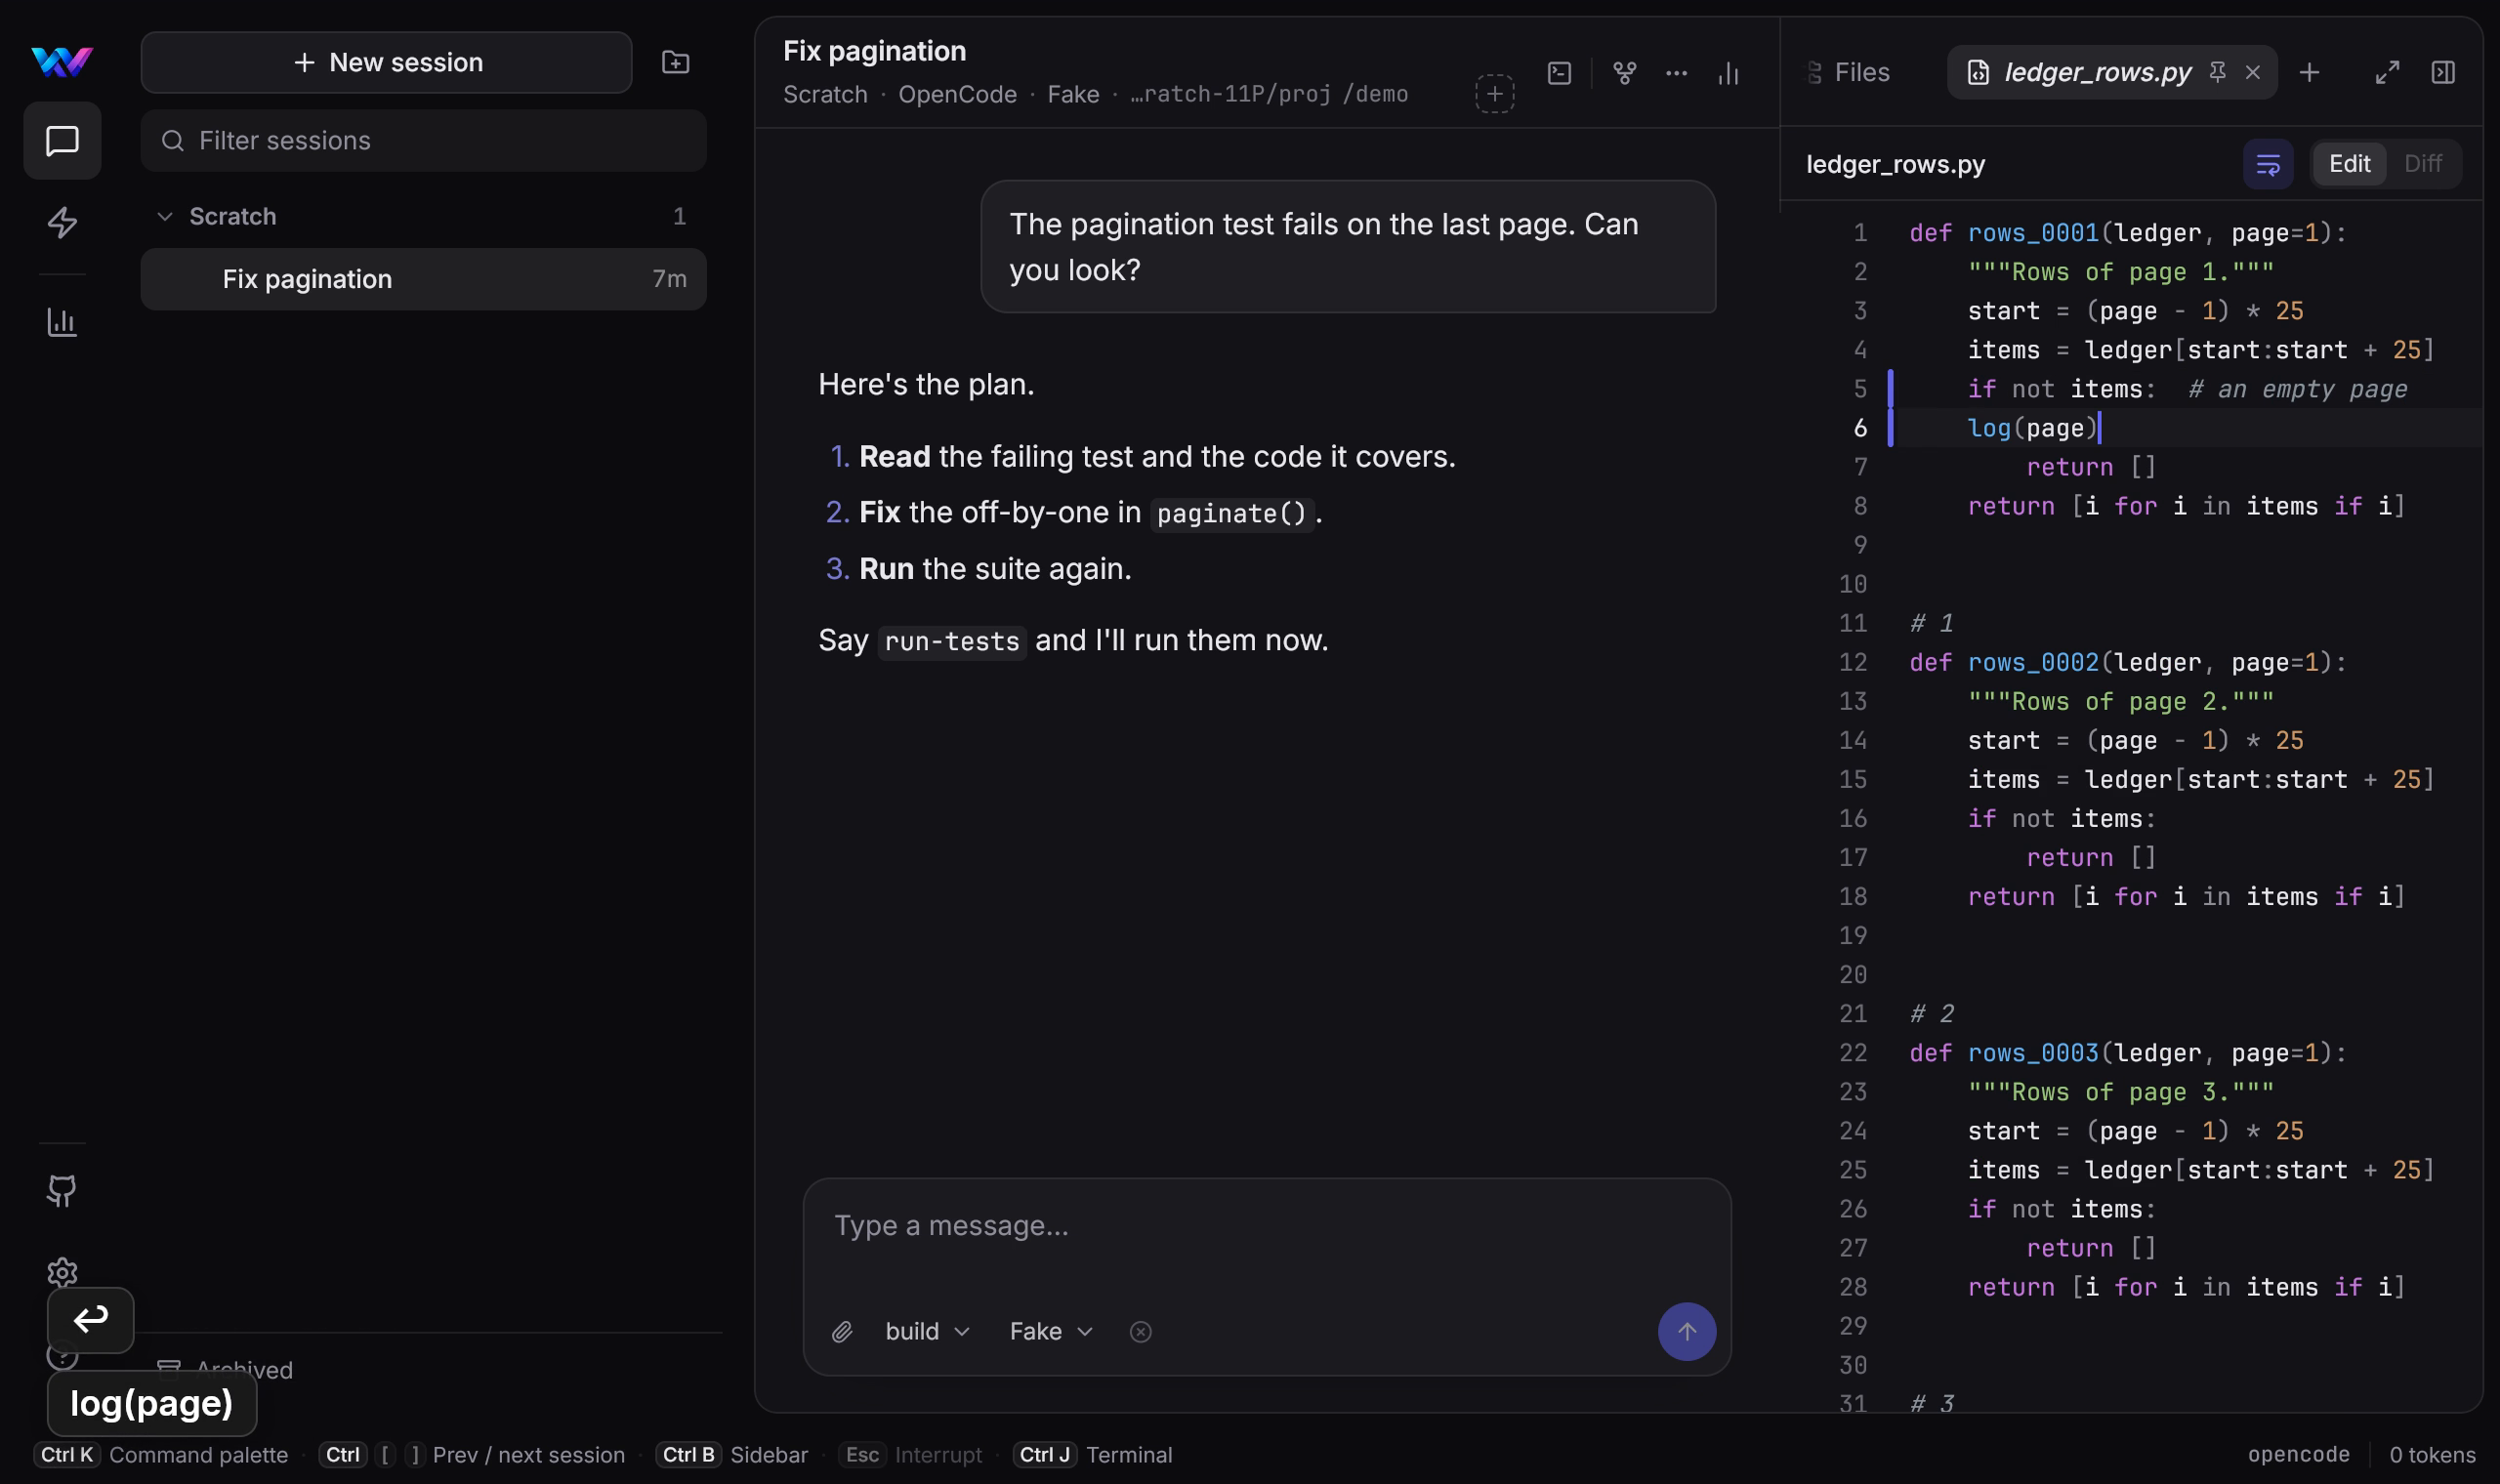 New session
Filter sessions
Scratch 1
Fix pagination 7m
Archived
log(page)
Fix pagination
Scratch · OpenCode · Fake · …ratch-11P/proj /demo
The pagination test fails on the last page. Can
you look?
Here's the plan.
1. Read the failing test and the code it covers.
2. Fix the off-by-one in paginate().
3. Run the suite again.
Say run-tests and I'll run them now.
Type a message...
build Fake
Files ledger_rows.py
ledger_rows.py Edit Diff
1 def rows_0001(ledger, page=1):
2     """Rows of page 1."""
3     start = (page - 1) * 25
4     items = ledger[start:start + 25]
5     if not items:  # an empty page
6     log(page)
7         return []
8     return [i for i in items if i]
9
10
11 # 1
12 def rows_0002(ledger, page=1):
13     """Rows of page 2."""
14     start = (page - 1) * 25
15     items = ledger[start:start + 25]
16     if not items:
17         return []
18     return [i for i in items if i]
19
20
21 # 2
22 def rows_0003(ledger, page=1):
23     """Rows of page 3."""
24     start = (page - 1) * 25
25     items = ledger[start:start + 25]
26     if not items:
27         return []
28     return [i for i in items if i]
29
30
31 # 3
Ctrl K Command palette · Ctrl [ ] Prev / next session · Ctrl B Sidebar · Esc Interrupt · Ctrl J Terminal
opencode 0 tokens